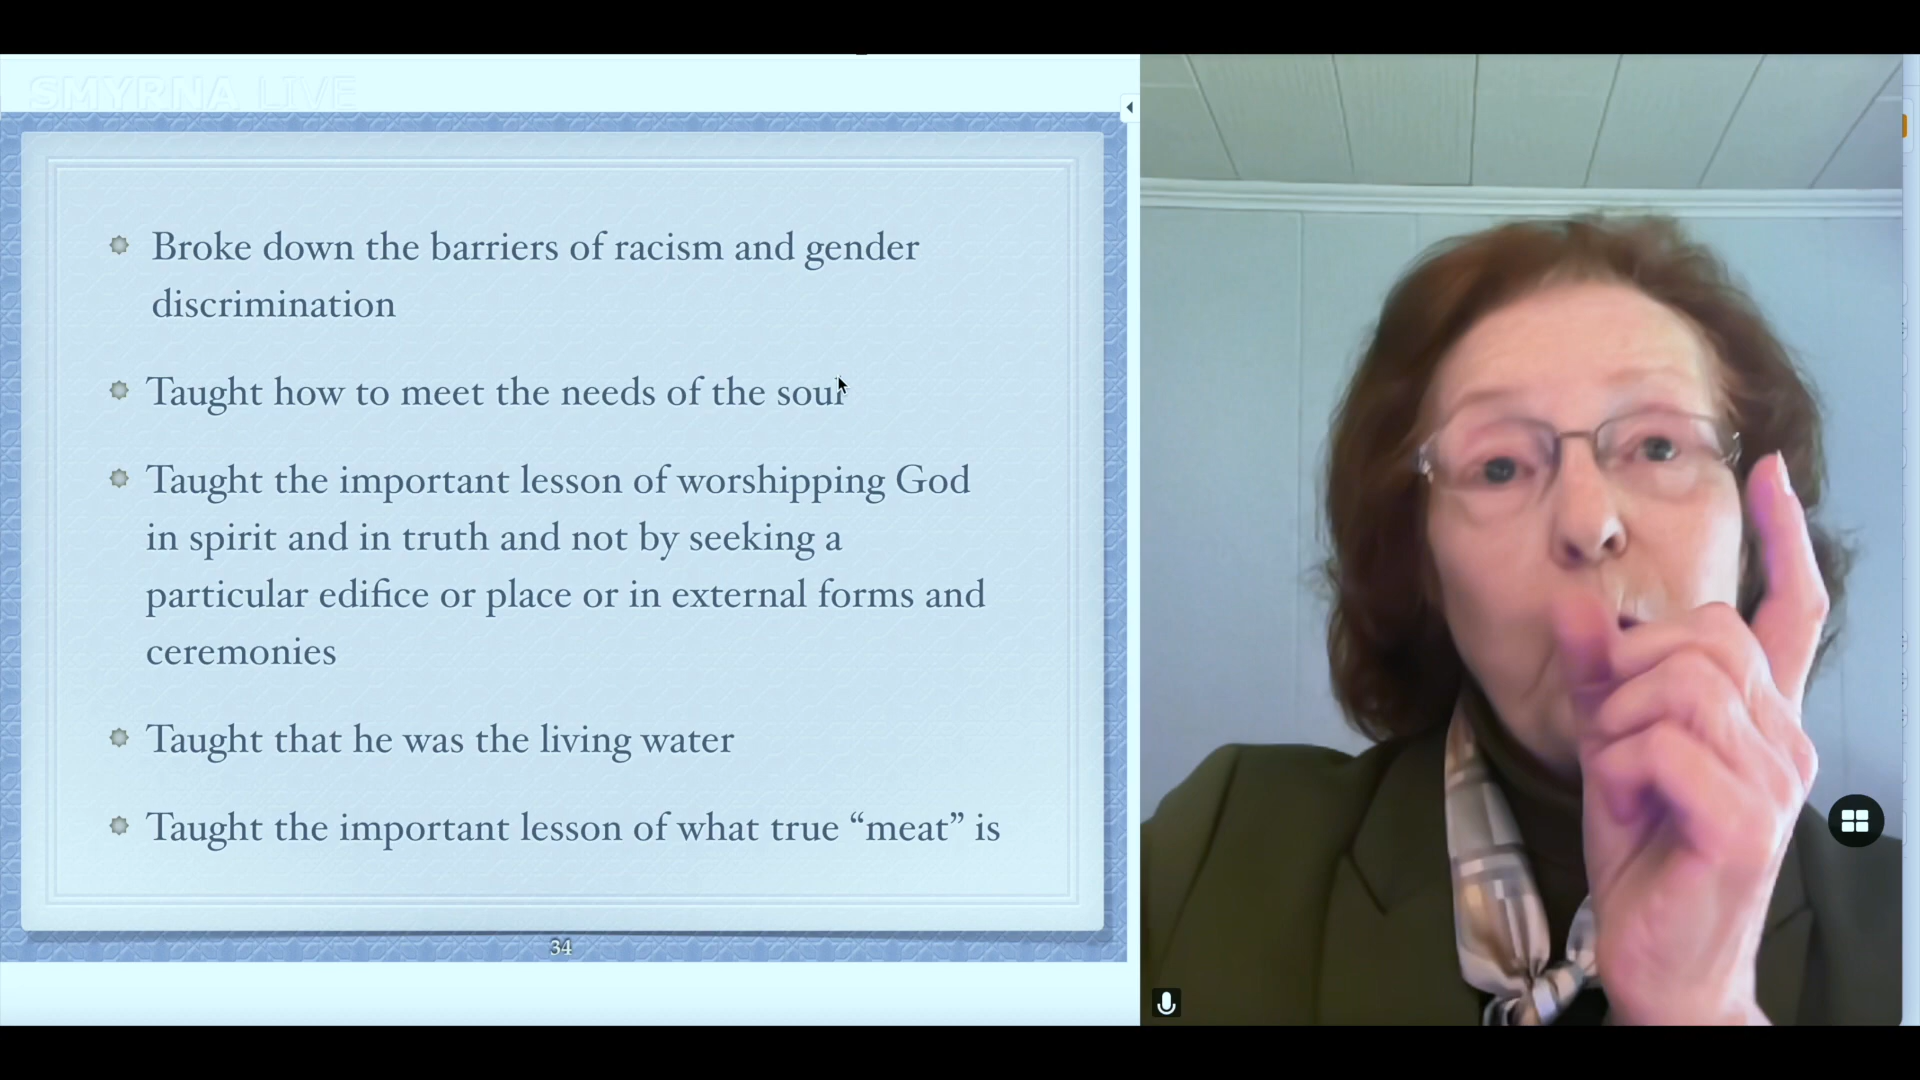 SMYRNA LIVE
Broke down the barriers of racism and gender
discrimination
Taught how to meet the needs of the soul
Taught the important lesson of worshipping God
in spirit and in truth and not by seeking a
particular edifice or place or in external forms and
ceremonies
Taught that he was the living water
Taught the important lesson of what true “meat” is
34